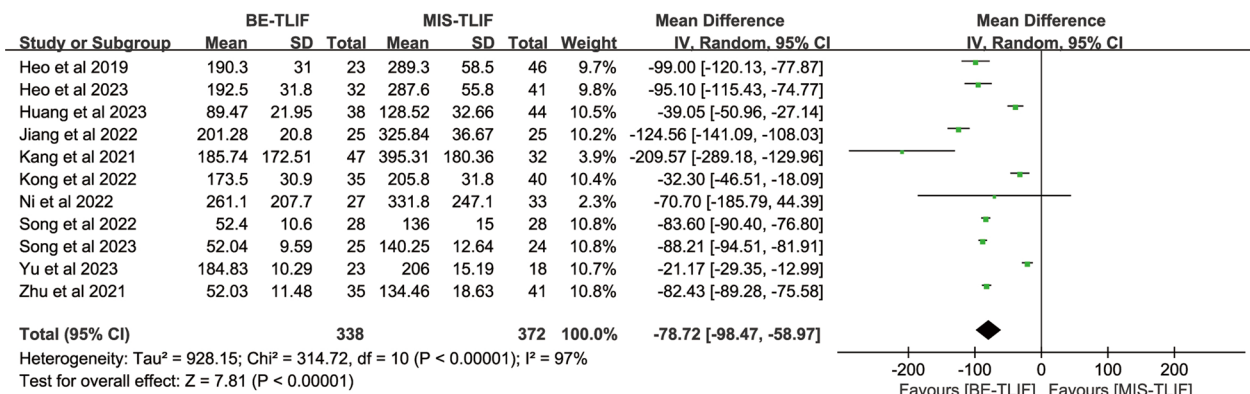 BE-TLIF MIS-TLIF Mean Difference Mean Difference
Study or Subgroup Mean SD Total Mean SD Total Weight IV, Random, 95% CI IV, Random, 95% CI
Heo et al 2019 190.3 31 23 289.3 58.5 46 9.7% -99.00 [-120.13, -77.87]
Heo et al 2023 192.5 31.8 32 287.6 55.8 41 9.8% -95.10 [-115.43, -74.77]
Huang et al 2023 89.47 21.95 38 128.52 32.66 44 10.5% -39.05 [-50.96, -27.14]
Jiang et al 2022 201.28 20.8 25 325.84 36.67 25 10.2% -124.56 [-141.09, -108.03]
Kang et al 2021 185.74 172.51 47 395.31 180.36 32 3.9% -209.57 [-289.18, -129.96]
Kong et al 2022 173.5 30.9 35 205.8 31.8 40 10.4% -32.30 [-46.51, -18.09]
Ni et al 2022 261.1 207.7 27 331.8 247.1 33 2.3% -70.70 [-185.79, 44.39]
Song et al 2022 52.4 10.6 28 136 15 28 10.8% -83.60 [-90.40, -76.80]
Song et al 2023 52.04 9.59 25 140.25 12.64 24 10.8% -88.21 [-94.51, -81.91]
Yu et al 2023 184.83 10.29 23 206 15.19 18 10.7% -21.17 [-29.35, -12.99]
Zhu et al 2021 52.03 11.48 35 134.46 18.63 41 10.8% -82.43 [-89.28, -75.58]
Total (95% CI) 338 372 100.0% -78.72 [-98.47, -58.97]
Heterogeneity: Tau² = 928.15; Chi² = 314.72, df = 10 (P < 0.00001); I² = 97%
Test for overall effect: Z = 7.81 (P < 0.00001)
-200 -100 0 100 200
Favours [BE-TLIF] Favours [MIS-TLIF]